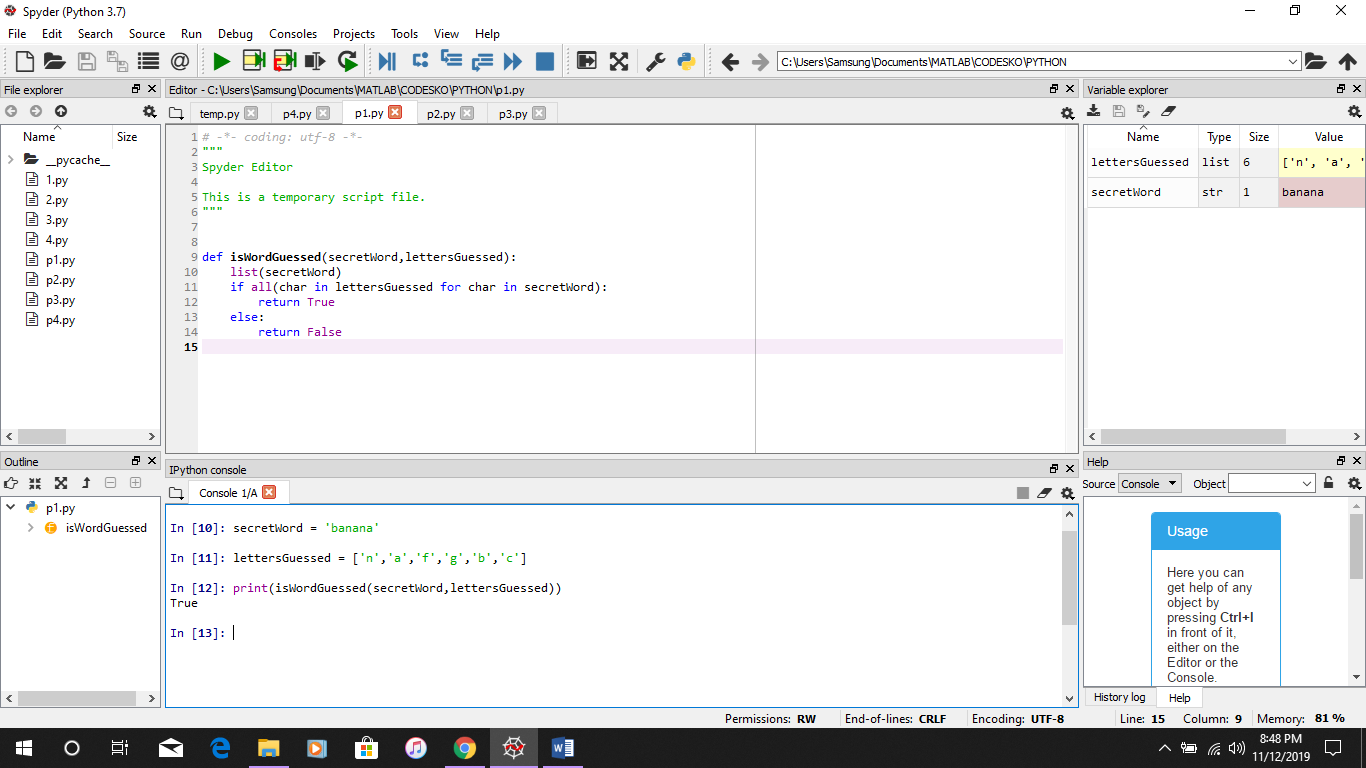 Spyder (Python 3.7)
File Edit Search Source Run Debug Consoles Projects Tools View Help
C:\Users\Samsung\Documents\MATLAB\CODESKO\PYTHON
File explorer
Name Size
__pycache__
1.py
2.py
3.py
4.py
p1.py
p2.py
p3.py
p4.py
Outline
p1.py
isWordGuessed
Editor - C:\Users\Samsung\Documents\MATLAB\CODESKO\PYTHON\p1.py
temp.py p4.py p1.py p2.py p3.py
1 # -*- coding: utf-8 -*-
2 """
3 Spyder Editor
4
5 This is a temporary script file.
6 """
7
8
9 def isWordGuessed(secretWord,lettersGuessed):
10     list(secretWord)
11     if all(char in lettersGuessed for char in secretWord):
12         return True
13     else:
14         return False
15
IPython console
Console 1/A
In [10]: secretWord = 'banana'
In [11]: lettersGuessed = ['n','a','f','g','b','c']
In [12]: print(isWordGuessed(secretWord,lettersGuessed))
True
In [13]:
Variable explorer
Name Type Size Value
lettersGuessed list 6 ['n', 'a', '
secretWord str 1 banana
Help
Source Console Object
Usage
Here you can
get help of any
object by
pressing Ctrl+I
in front of it,
either on the
Editor or the
Console.
History log Help
Permissions: RW End-of-lines: CRLF Encoding: UTF-8 Line: 15 Column: 9 Memory: 81 %
8:48 PM
11/12/2019